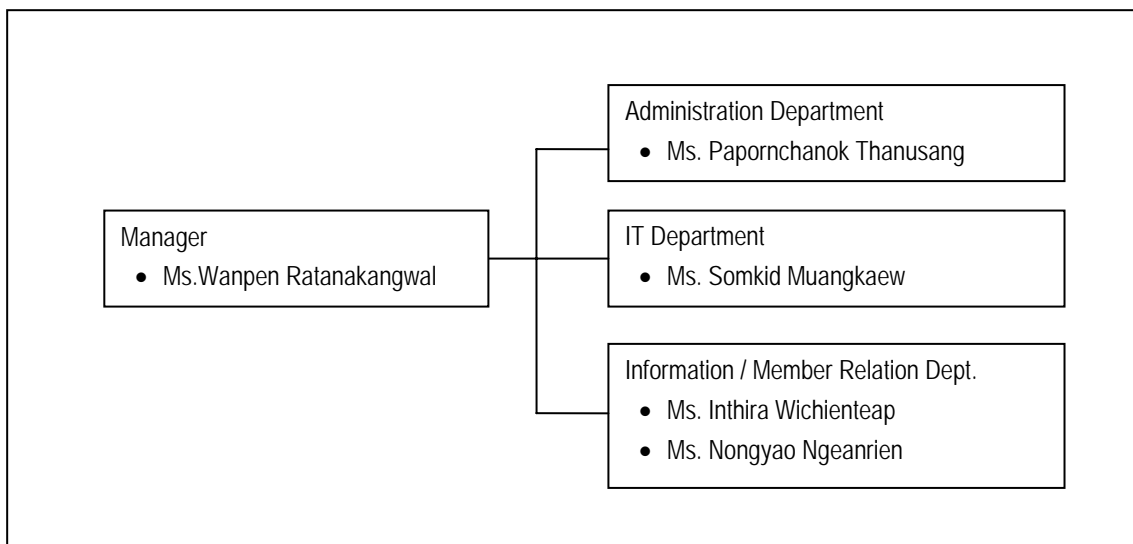 Administration Department
• Ms. Papornchanok Thanusang
Manager
• Ms.Wanpen Ratanakangwal
IT Department
• Ms. Somkid Muangkaew
Information / Member Relation Dept.
• Ms. Inthira Wichienteap
• Ms. Nongyao Ngeanrien